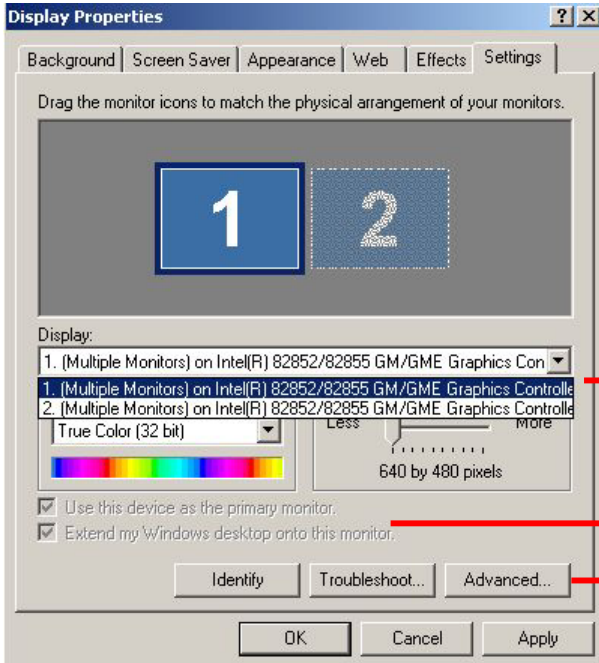 Display Properties
Background Screen Saver Appearance Web Effects Settings
Drag the monitor icons to match the physical arrangement of your monitors.
1 2
Display:
1. (Multiple Monitors) on Intel(R) 82852/82855 GM/GME Graphics Con
1. (Multiple Monitors) on Intel(R) 82852/82855 GM/GME Graphics Controlle
2. (Multiple Monitors) on Intel(R) 82852/82855 GM/GME Graphics Controlle
True Color (32 bit) Less More
640 by 480 pixels
Use this device as the primary monitor.
Extend my Windows desktop onto this monitor.
Identify Troubleshoot... Advanced...
OK Cancel Apply